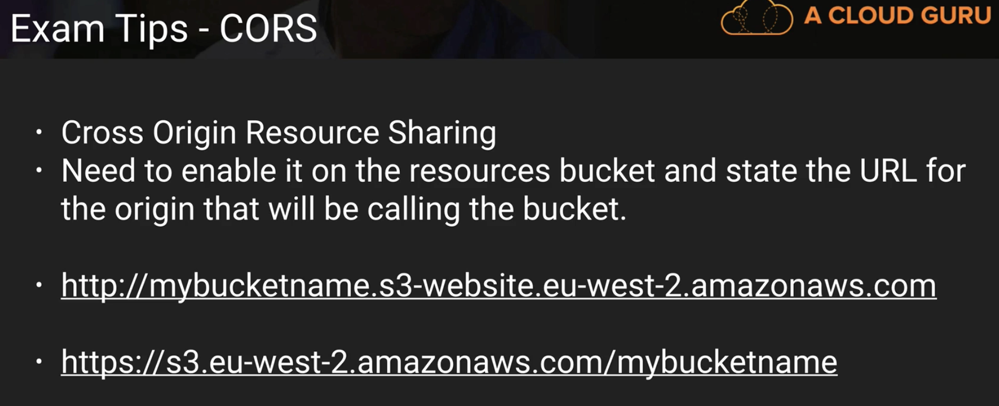 Exam Tips - CORS
A CLOUD GURU
· Cross Origin Resource Sharing
· Need to enable it on the resources bucket and state the URL for
the origin that will be calling the bucket.
· http://mybucketname.s3-website.eu-west-2.amazonaws.com
· https://s3.eu-west-2.amazonaws.com/mybucketname